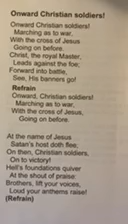 Onward Christian soldiers!
Onward Christian soldiers!
Marching as to war,
With the cross of Jesus
Going on before.
Christ, the royal Master,
Leads against the foe;
Forward into battle,
See, His banners go!
Refrain
Onward, Christian soldiers!
Marching as to war,
With the cross of Jesus,
Going on before.
At the name of Jesus
Satan's host doth flee;
On then, Christian soldiers,
On to victory!
Hell's foundations quiver
At the shout of praise:
Brothers, lift your voices,
Loud your anthems raise!
(Refrain)